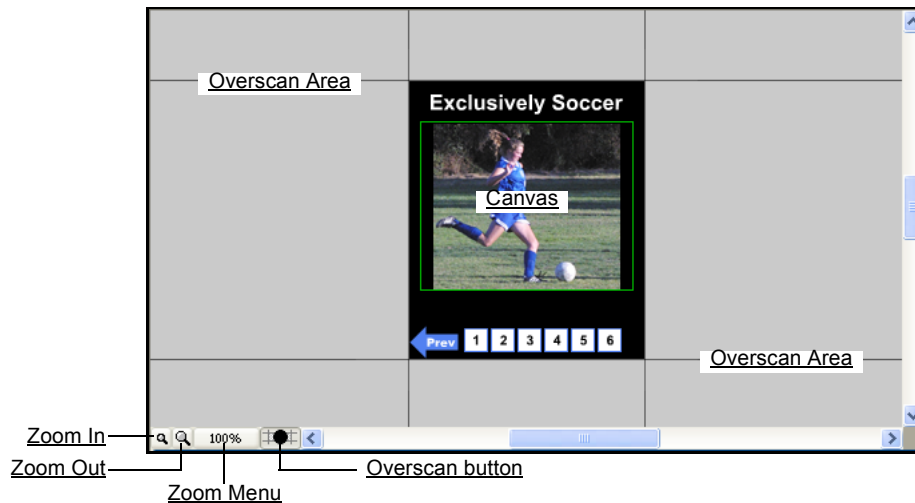 Overscan Area
Exclusively Soccer
Canvas
Prev 1 2 3 4 5 6
Overscan Area
Zoom In
100%
Zoom Out
Overscan button
Zoom Menu